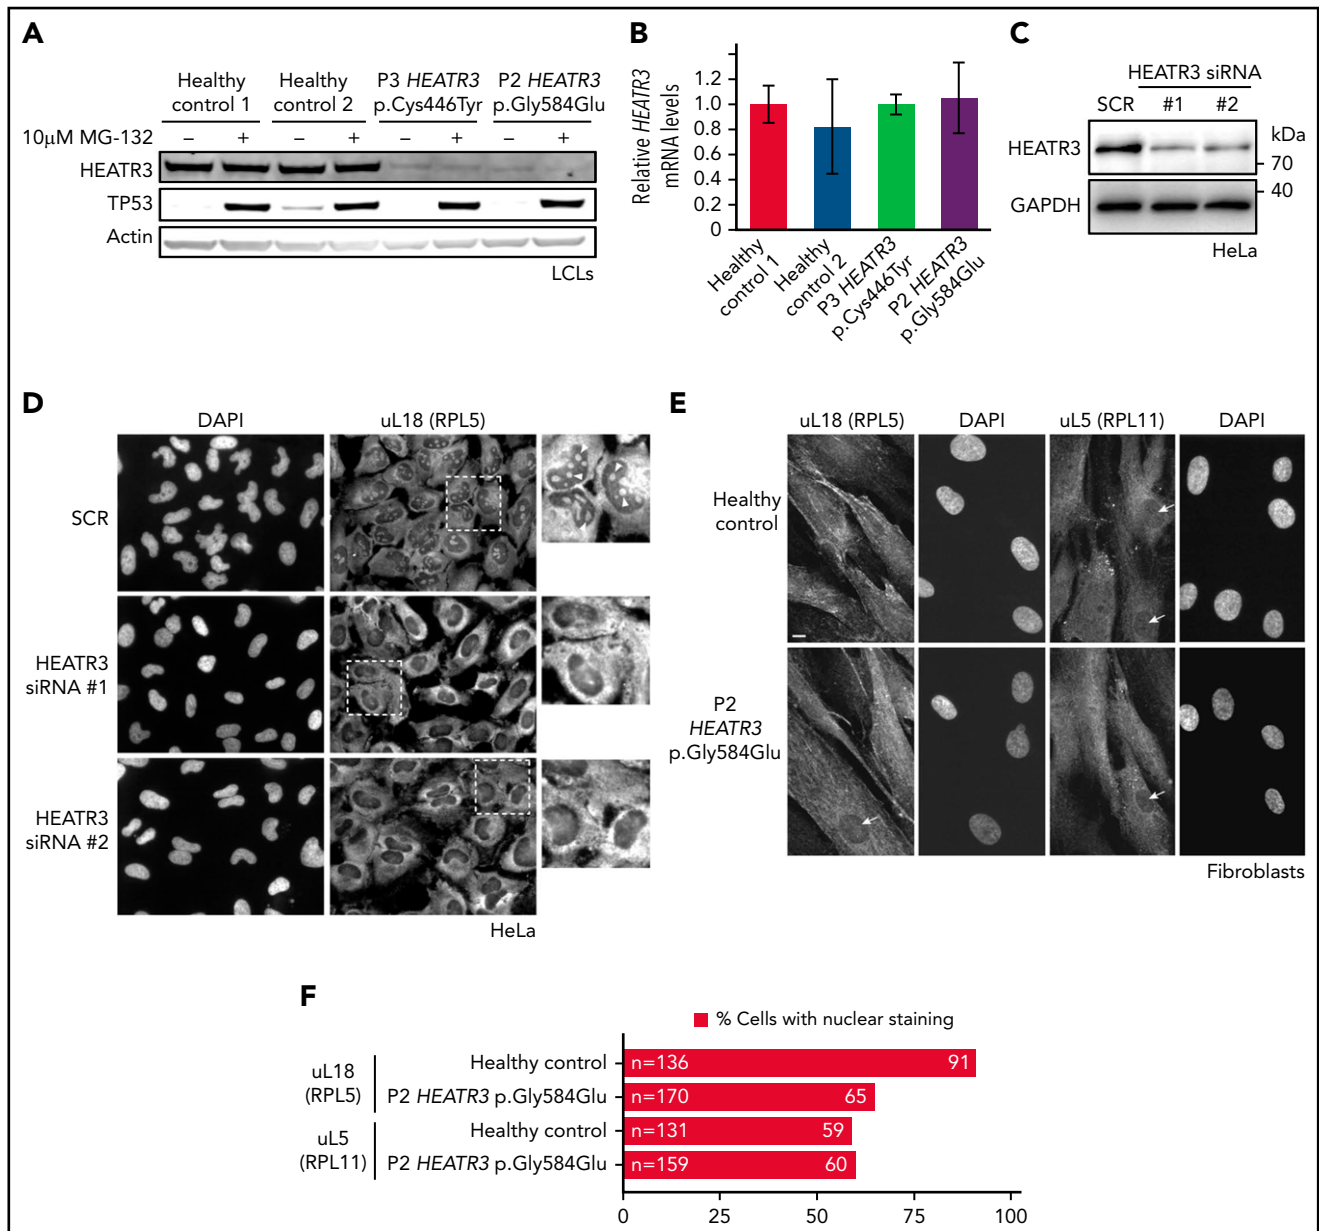 A
Healthy control 1
Healthy control 2
P3 HEATR3 p.Cys446Tyr
P2 HEATR3 p.Gly584Glu
10μM MG-132
– + – + – + – +
HEATR3
TP53
Actin
LCLs
B
Relative HEATR3 mRNA levels
1.2
1
0.8
0.6
0.4
0.2
0
Healthy control 1
Healthy control 2
P3 HEATR3 p.Cys446Tyr
P2 HEATR3 p.Gly584Glu
C
HEATR3 siRNA
SCR #1 #2
kDa
HEATR3
70
40
GAPDH
HeLa
D
DAPI
uL18 (RPL5)
SCR
HEATR3
siRNA #1
HEATR3
siRNA #2
HeLa
E
uL18 (RPL5)
DAPI
uL5 (RPL11)
DAPI
Healthy
control
P2
HEATR3
p.Gly584Glu
Fibroblasts
F
% Cells with nuclear staining
uL18
(RPL5)
Healthy control
n=136
91
P2 HEATR3 p.Gly584Glu
n=170
65
uL5
(RPL11)
Healthy control
n=131
59
P2 HEATR3 p.Gly584Glu
n=159
60
0 25 50 75 100